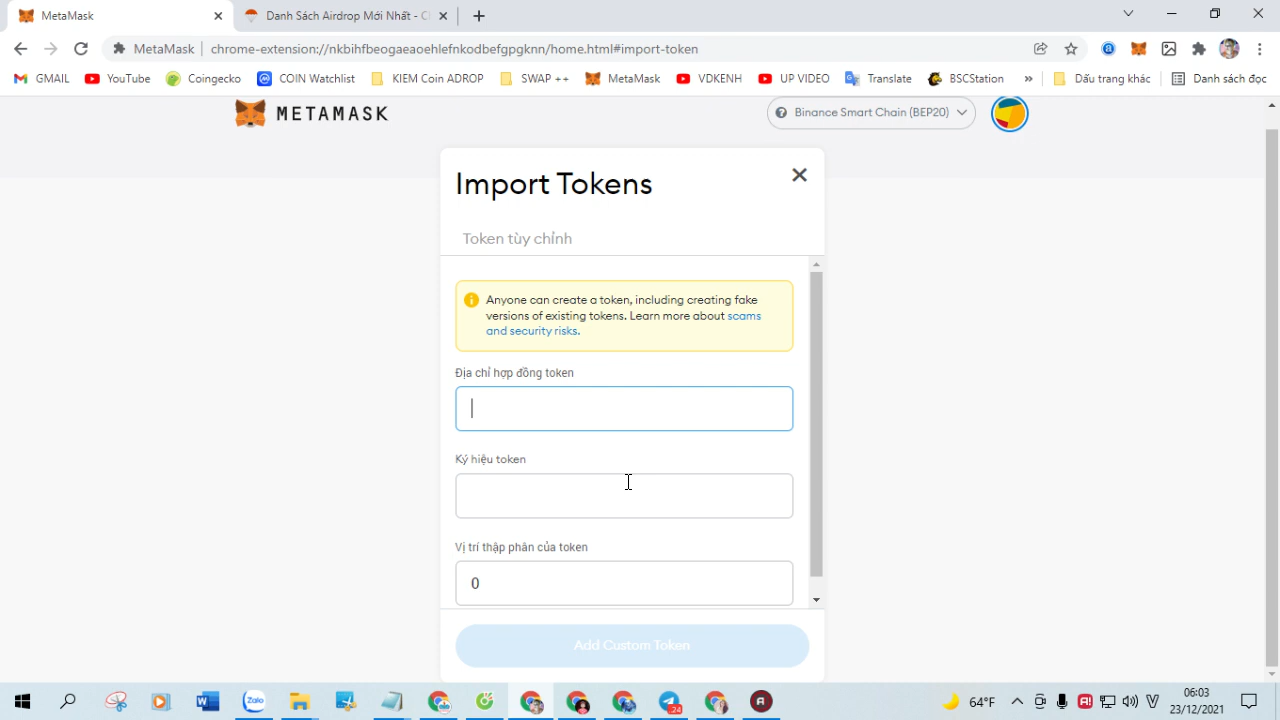 MetaMask
Danh Sách Airdrop Mới Nhất - C
MetaMask
chrome-extension://nkbihfbeogaeaoehlefnkodbefgpgknn/home.html#import-token
GMAIL
YouTube
Coingecko
COIN Watchlist
KIEM Coin ADROP
SWAP ++
MetaMask
VDKENH
UP VIDEO
Translate
BSCStation
»
Dấu trang khác
Danh sách đọc
METAMASK
Binance Smart Chain (BEP20)
Import Tokens
Token tùy chỉnh
Anyone can create a token, including creating fake
versions of existing tokens. Learn more about scams
and security risks.
Địa chỉ hợp đồng token
Ký hiệu token
Vị trí thập phân của token
0
Add Custom Token
Zalo
24
64°F
06:03
23/12/2021